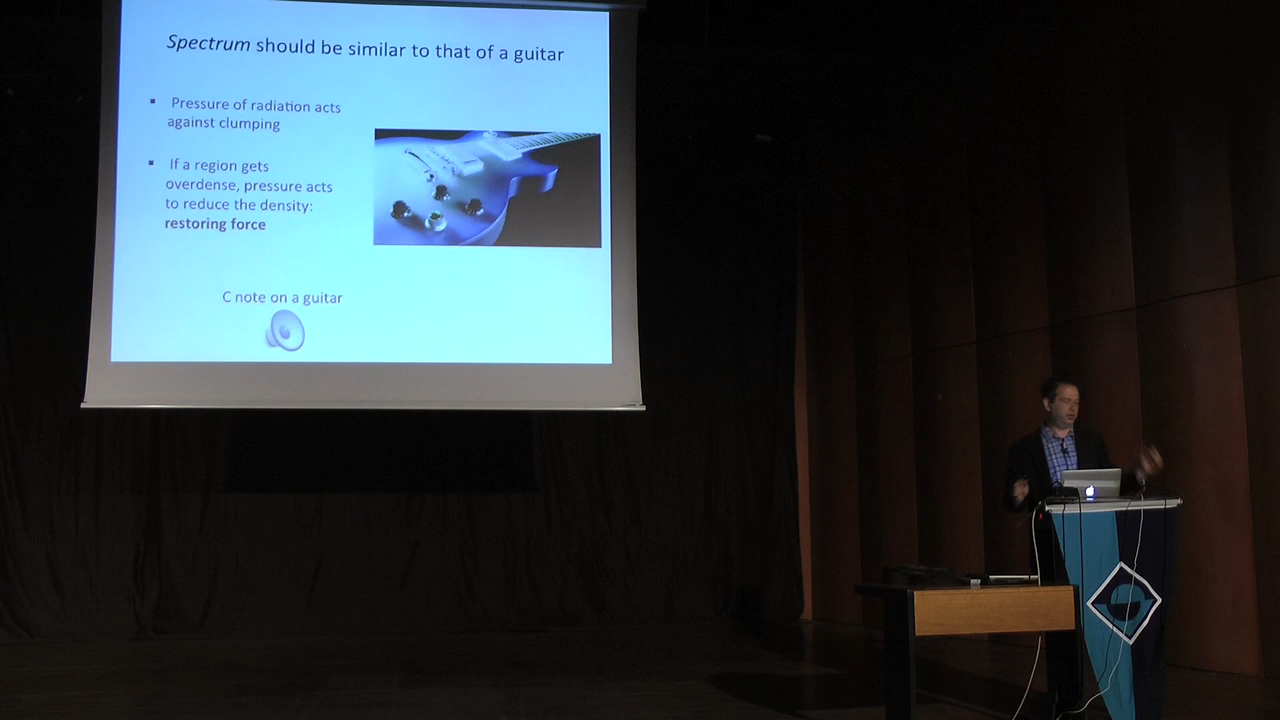 Spectrum should be similar to that of a guitar
▪ Pressure of radiation acts
against clumping
▪ If a region gets
overdense, pressure acts
to reduce the density:
restoring force
C note on a guitar